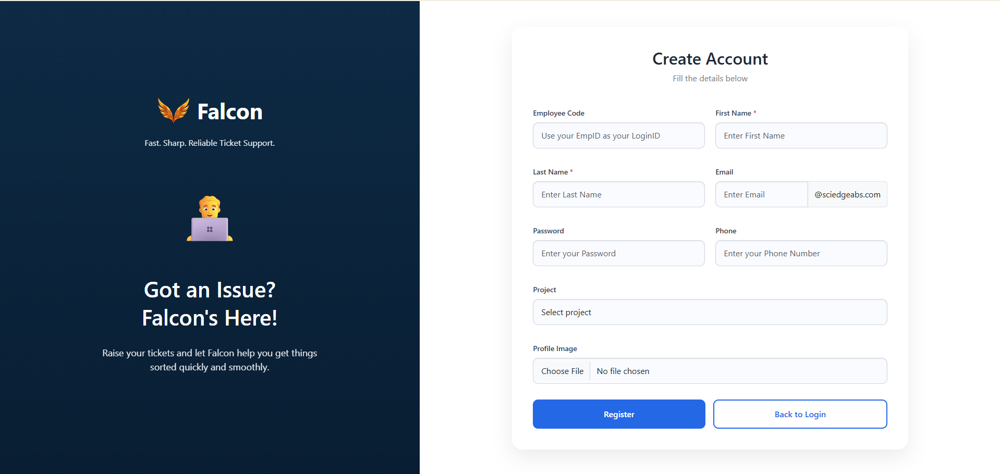 Falcon
Fast. Sharp. Reliable Ticket Support.
Got an Issue?
Falcon's Here!
Raise your tickets and let Falcon help you get things
sorted quickly and smoothly.
Create Account
Fill the details below
Employee Code
Use your EmpID as your LoginID
First Name *
Enter First Name
Last Name *
Enter Last Name
Email
Enter Email @sciedgeabs.com
Password
Enter your Password
Phone
Enter your Phone Number
Project
Select project
Profile Image
Choose File No file chosen
Register
Back to Login